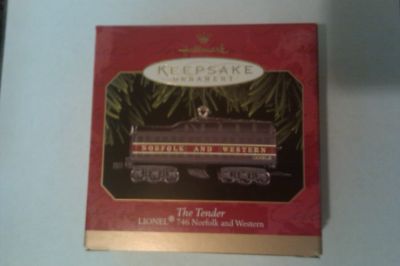 Hallmark
KEEPSAKE
ORNAMENT
NORFOLK AND WESTERN
The Tender
LIONEL® 746 Norfolk and Western